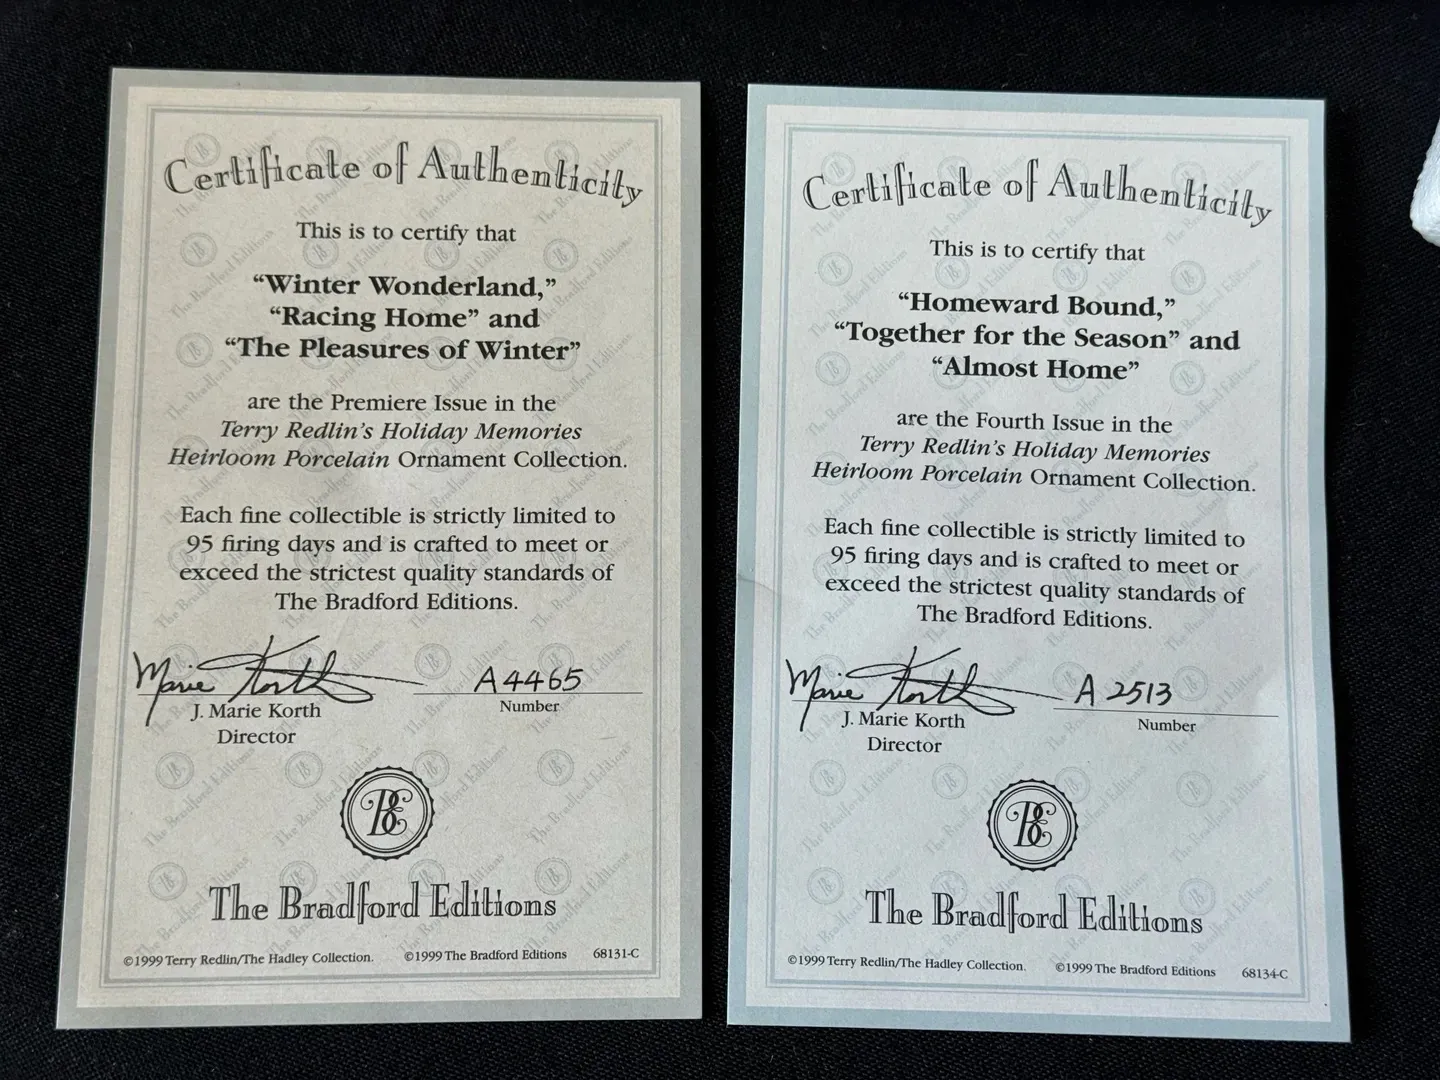 Certificate of Authenticity
This is to certify that
“Winter Wonderland,”
“Racing Home” and
“The Pleasures of Winter”
are the Premiere Issue in the
Terry Redlin’s Holiday Memories
Heirloom Porcelain Ornament Collection.
Each fine collectible is strictly limited to
95 firing days and is crafted to meet or
exceed the strictest quality standards of
The Bradford Editions.
Marie Korth
A4465
J. Marie Korth
Number
Director
BE
The Bradford Editions
©1999 Terry Redlin/The Hadley Collection. ©1999 The Bradford Editions 68131-C
Certificate of Authenticity
This is to certify that
“Homeward Bound,”
“Together for the Season” and
“Almost Home”
are the Fourth Issue in the
Terry Redlin’s Holiday Memories
Heirloom Porcelain Ornament Collection.
Each fine collectible is strictly limited to
95 firing days and is crafted to meet or
exceed the strictest quality standards of
The Bradford Editions.
Marie Korth
A 2513
J. Marie Korth
Number
Director
BE
The Bradford Editions
©1999 Terry Redlin/The Hadley Collection. ©1999 The Bradford Editions 68134-C